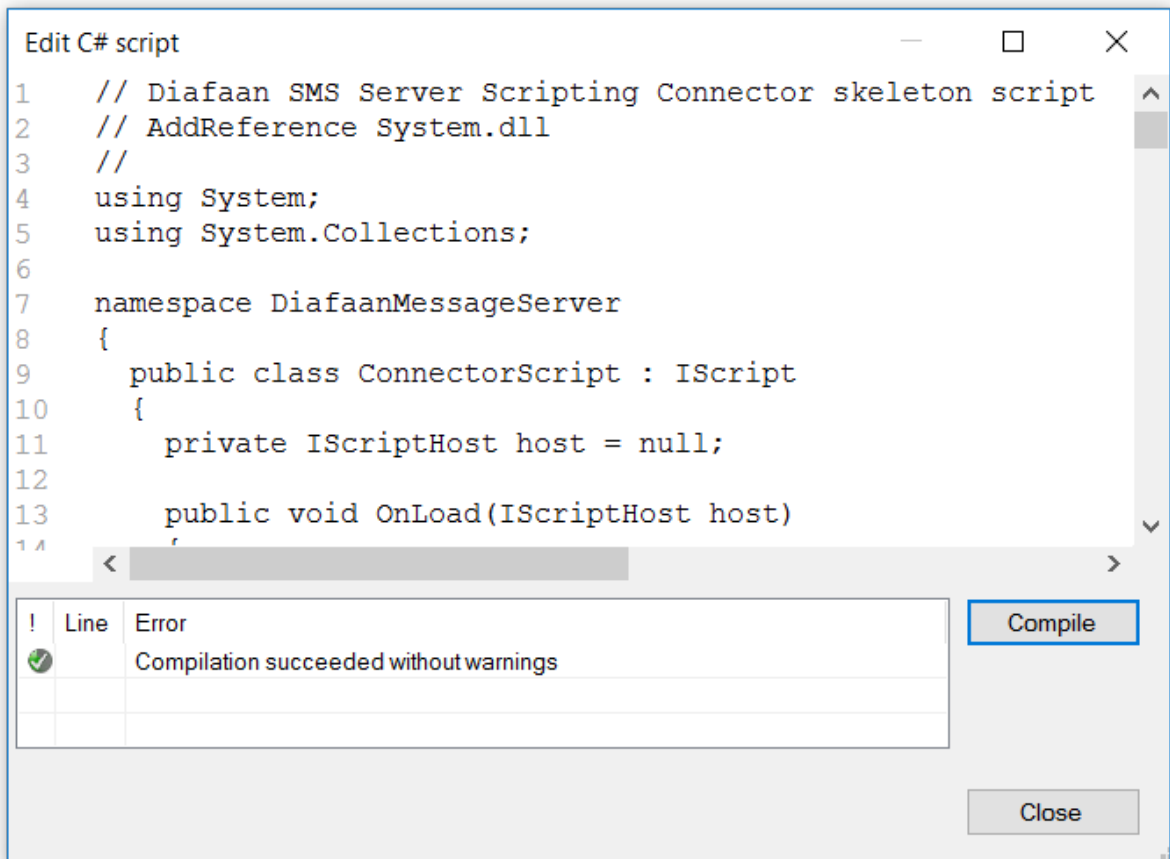 Edit C# script
1 // Diafaan SMS Server Scripting Connector skeleton script
2 // AddReference System.dll
3 //
4 using System;
5 using System.Collections;
6
7 namespace DiafaanMessageServer
8 {
9 public class ConnectorScript : IScript
10 {
11 private IScriptHost host = null;
12
13 public void OnLoad(IScriptHost host)
14 {
! Line Error
Compile
Compilation succeeded without warnings
Close